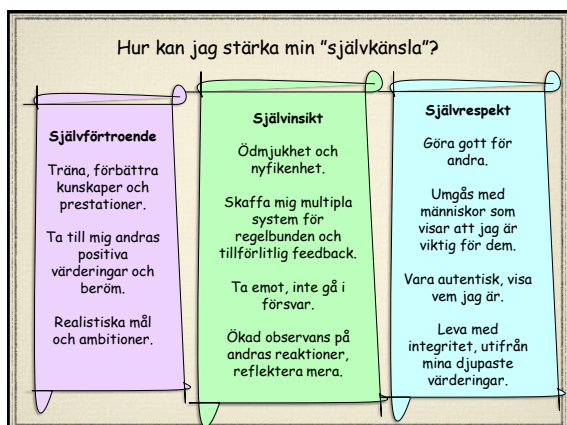 Hur kan jag stärka min ”självkänsla”?
Självförtroende
Träna, förbättra
kunskaper och
prestationer.
Ta till mig andras
positiva
värderingar och
beröm.
Realistiska mål
och ambitioner.
Självinsikt
Ödmjukhet och
nyfikenhet.
Skaffa mig multipla
system för
regelbunden och
tillförlitlig feedback.
Ta emot, inte gå i
försvar.
Ökad observans på
andras reaktioner,
reflektera mera.
Självrespekt
Göra gott för
andra.
Umgås med
människor som
visar att jag är
viktig för dem.
Vara autentisk, visa
vem jag är.
Leva med
integritet, utifrån
mina djupaste
värderingar.